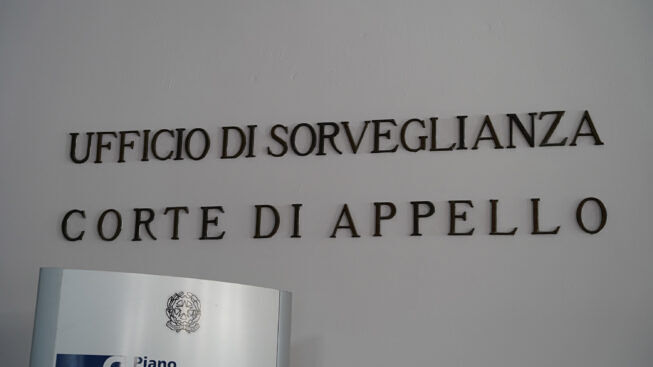 UFFICIO DI SORVEGLIANZA
CORTE DI APPELLO
Piano